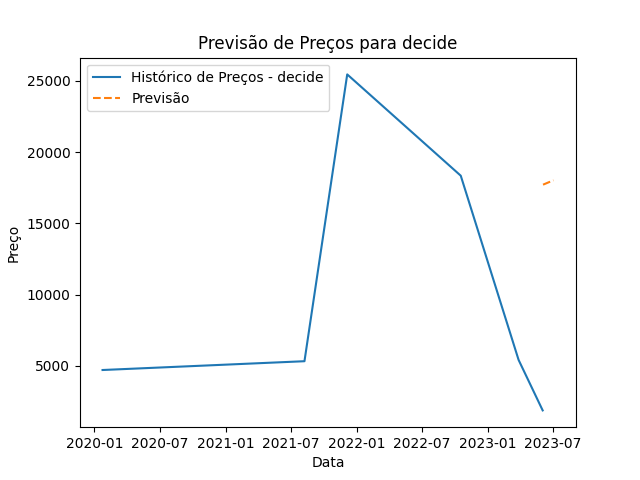 Previsão de Preços para decide
Histórico de Preços - decide
Previsão
25000
20000
15000
10000
5000
Preço
2020-01 2020-07 2021-01 2021-07 2022-01 2022-07 2023-01 2023-07
Data